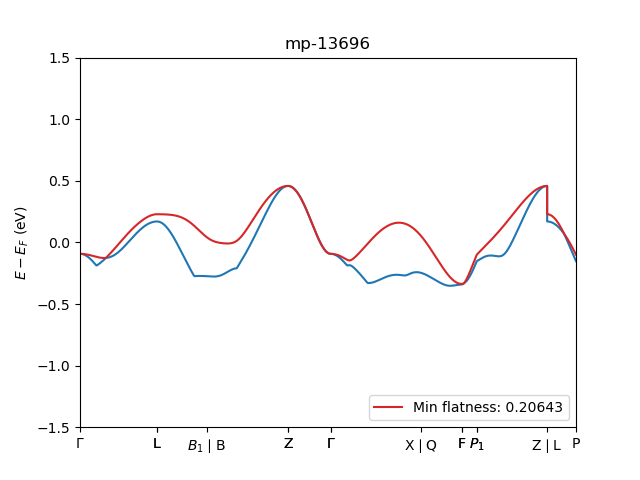 mp-13696
1.5
1.0
0.5
0.0
−0.5
−1.0
−1.5
E − E_F (eV)
Min flatness: 0.20643
Γ L B₁ | B Z Γ X | Q F P₁ Z | L P